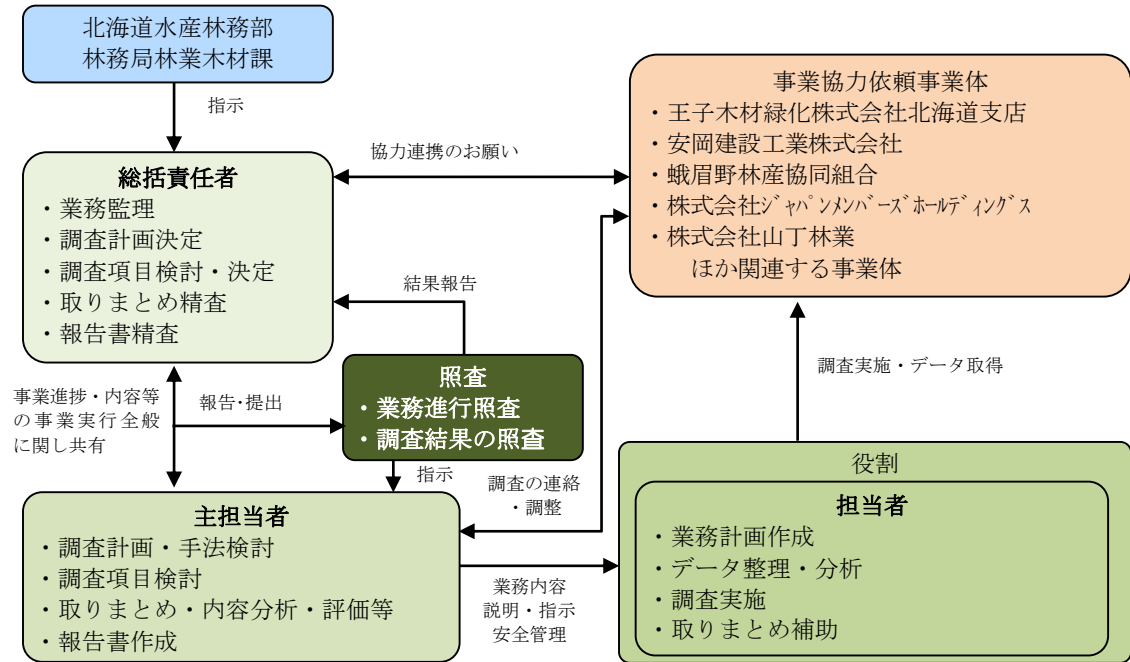 北海道水産林務部
林務局林業木材課
指示
総括責任者
・業務監理
・調査計画決定
・調査項目検討・決定
・取りまとめ精査
・報告書精査
協力連携のお願い
事業協力依頼事業体
・王子木材緑化株式会社北海道支店
・安岡建設工業株式会社
・蛾眉野林産協同組合
・株式会社ｼﾞｬﾊﾟﾝﾒﾝﾊﾞｰｽﾞﾎｰﾙﾃﾞｨﾝｸﾞｽ
・株式会社山丁林業
ほか関連する事業体
結果報告
照査
・業務進行照査
・調査結果の照査
事業進捗・内容等
の事業実行全般
に関し共有
報告・提出
指示
調査の連絡
・調整
調査実施・データ取得
主担当者
・調査計画・手法検討
・調査項目検討
・取りまとめ・内容分析・評価等
・報告書作成
業務内容
説明・指示
安全管理
役割
担当者
・業務計画作成
・データ整理・分析
・調査実施
・取りまとめ補助